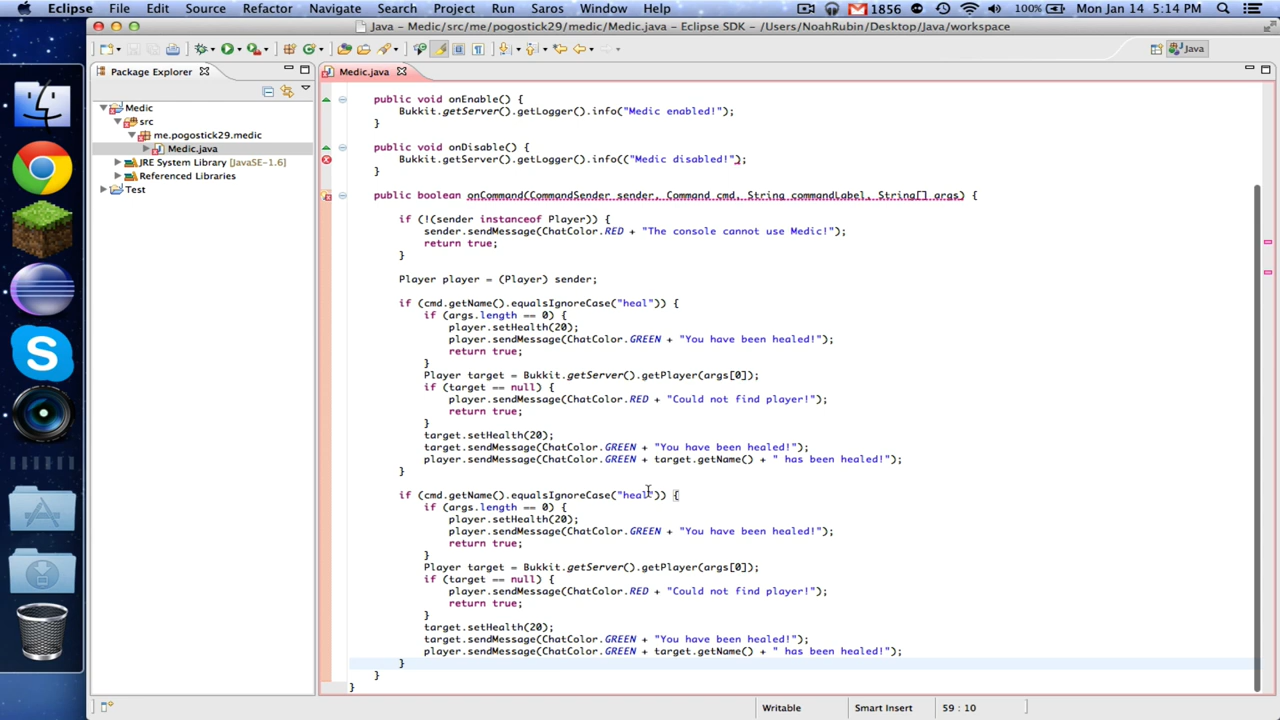 Eclipse File Edit Source Refactor Navigate Search Project Run Saros Window Help 1856 100% Mon Jan 14 5:14 PM
Java – Medic/src/me/pogostick29/medic/Medic.java – Eclipse SDK – /Users/NoahRubin/Desktop/Java/workspace
Java
Package Explorer
Medic
src
me.pogostick29.medic
Medic.java
JRE System Library [JavaSE-1.6]
Referenced Libraries
Test
Medic.java
public void onEnable() {
Bukkit.getServer().getLogger().info("Medic enabled!");
}
public void onDisable() {
Bukkit.getServer().getLogger().info(("Medic disabled!");
}
public boolean onCommand(CommandSender sender, Command cmd, String commandLabel, String[] args) {
if (!(sender instanceof Player)) {
sender.sendMessage(ChatColor.RED + "The console cannot use Medic!");
return true;
}
Player player = (Player) sender;
if (cmd.getName().equalsIgnoreCase("heal")) {
if (args.length == 0) {
player.setHealth(20);
player.sendMessage(ChatColor.GREEN + "You have been healed!");
return true;
}
Player target = Bukkit.getServer().getPlayer(args[0]);
if (target == null) {
player.sendMessage(ChatColor.RED + "Could not find player!");
return true;
}
target.setHealth(20);
target.sendMessage(ChatColor.GREEN + "You have been healed!");
player.sendMessage(ChatColor.GREEN + target.getName() + " has been healed!");
}
if (cmd.getName().equalsIgnoreCase("heal")) {
if (args.length == 0) {
player.setHealth(20);
player.sendMessage(ChatColor.GREEN + "You have been healed!");
return true;
}
Player target = Bukkit.getServer().getPlayer(args[0]);
if (target == null) {
player.sendMessage(ChatColor.RED + "Could not find player!");
return true;
}
target.setHealth(20);
target.sendMessage(ChatColor.GREEN + "You have been healed!");
player.sendMessage(ChatColor.GREEN + target.getName() + " has been healed!");
}
}
}
Writable Smart Insert 59 : 10